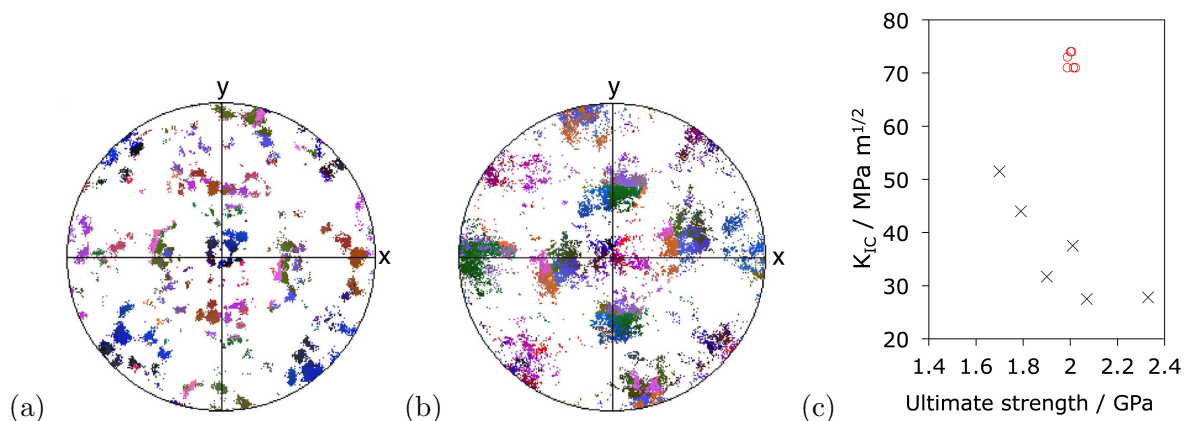 (a)
y
x
(b)
y
x
(c)
K_IC / MPa m^1/2
80
70
60
50
40
30
20
1.4 1.6 1.8 2 2.2 2.4
Ultimate strength / GPa